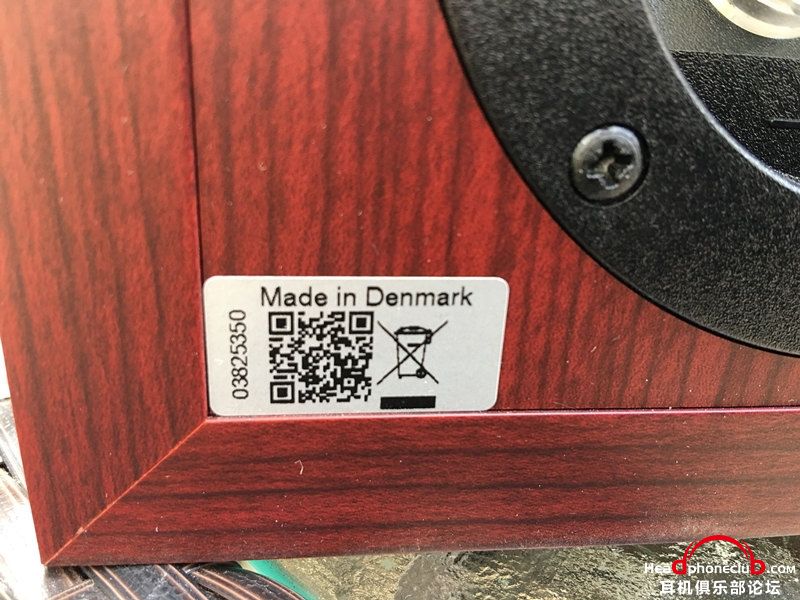 Made in Denmark
03825350
Headphoneclub.com
耳机俱乐部论坛